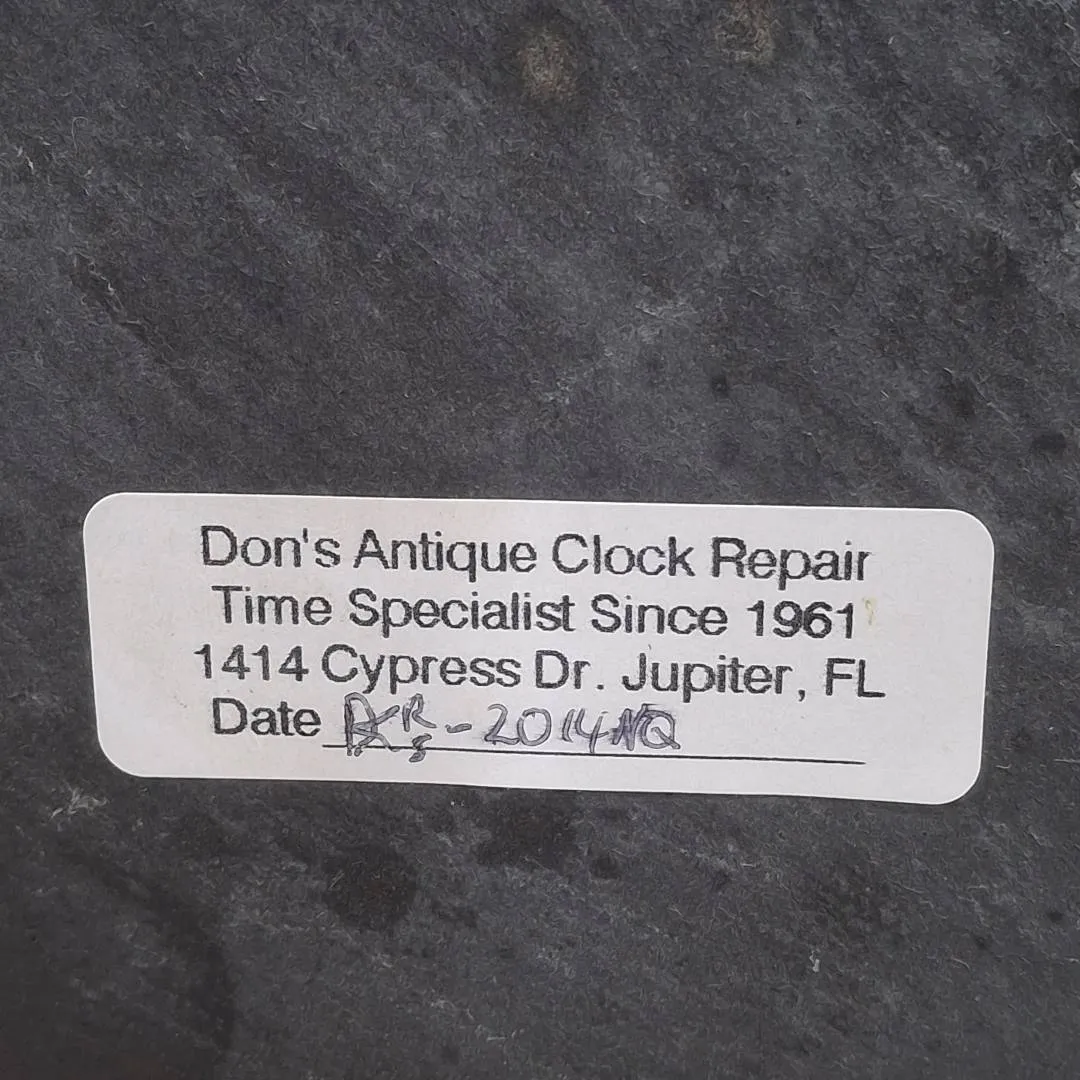 Don's Antique Clock Repair
Time Specialist Since 1961
1414 Cypress Dr. Jupiter, FL
Date - 2014